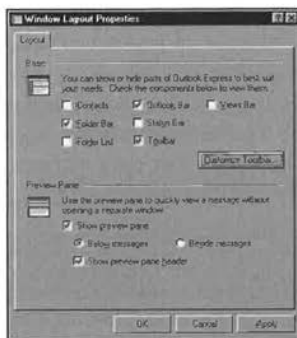 Window Layout Properties
Layout
Basic
You can show or hide parts of Outlook Express to best suit
your needs. Check the components below to view them.
Contacts Outlook Bar Views Bar
Folder Bar Status Bar
Folder List Toolbar
Customize Toolbar...
Preview Pane
Use the preview pane to quickly view a message without
opening a separate window.
Show preview pane
Below messages Beside messages
Show preview pane header
OK Cancel Apply